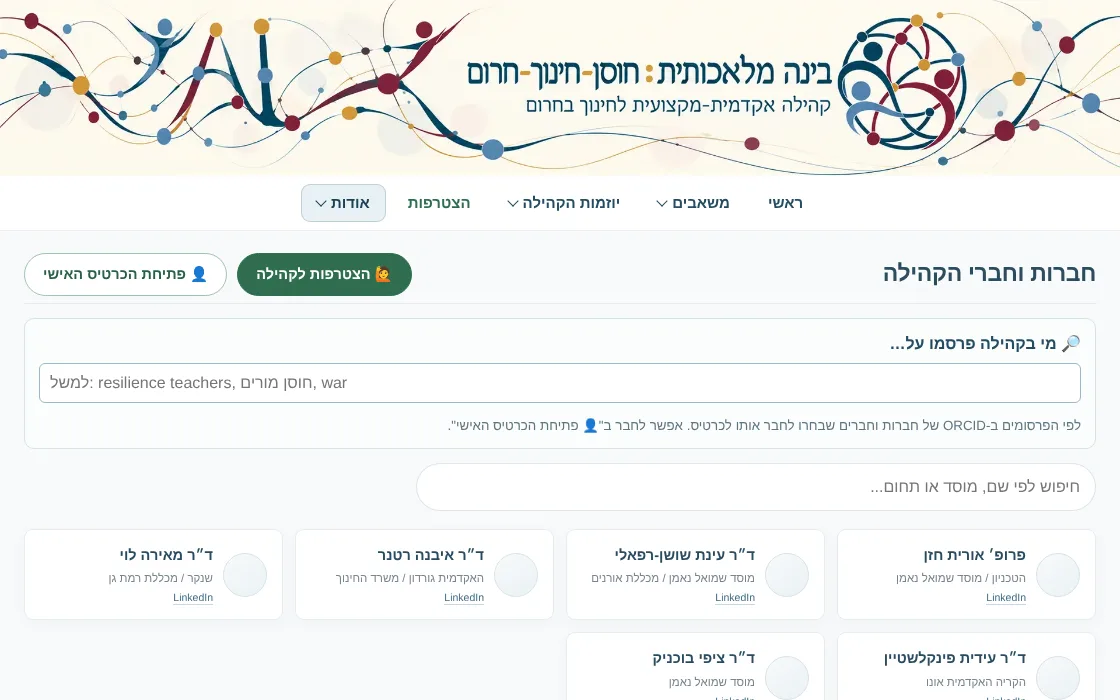 בינה מלאכותית: חוסן-חינוך-חרום
קהילה אקדמית-מקצועית לחינוך בחרום
ראשי
משאבים
יוזמות הקהילה
הצטרפות
אודות
חברות וחברי הקהילה
🙋 הצטרפות לקהילה
👤 פתיחת הכרטיס האישי
🔎 מי בקהילה פרסמו על...
למשל: resilience teachers, חוסן מורים, war
לפי הפרסומים ב-ORCID של חברות וחברים שבחרו לחבר אותו לכרטיס. אפשר לחבר ב"👤 פתיחת הכרטיס האישי".
חיפוש לפי שם, מוסד או תחום...
פרופ׳ אורית חזן
הטכניון / מוסד שמואל נאמן
LinkedIn
ד״ר עינת שושן-רפאלי
מוסד שמואל נאמן / מכללת אורנים
LinkedIn
ד״ר איבנה רטנר
האקדמית גורדון / משרד החינוך
LinkedIn
ד״ר מאירה לוי
שנקר / מכללת רמת גן
LinkedIn
ד״ר עידית פינקלשטיין
הקריה האקדמית אונו
LinkedIn
ד״ר ציפי בוכניק
מוסד שמואל נאמן
LinkedIn